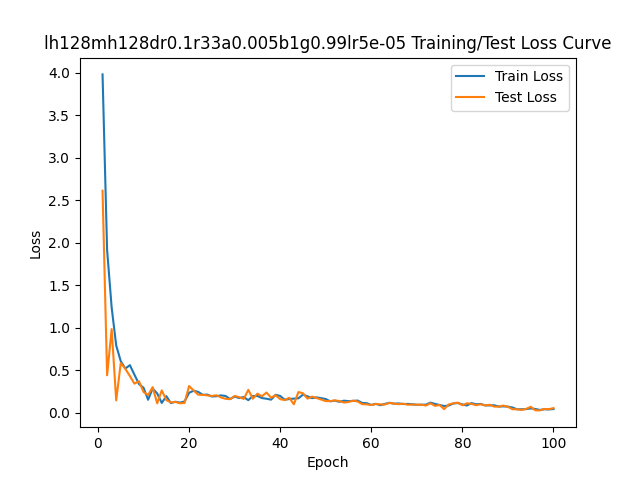 lh128mh128dr0.1r33a0.005b1g0.99lr5e-05 Training/Test Loss Curve
Train Loss
Test Loss
4.0
3.5
3.0
2.5
2.0
1.5
1.0
0.5
0.0
Loss
0 20 40 60 80 100
Epoch